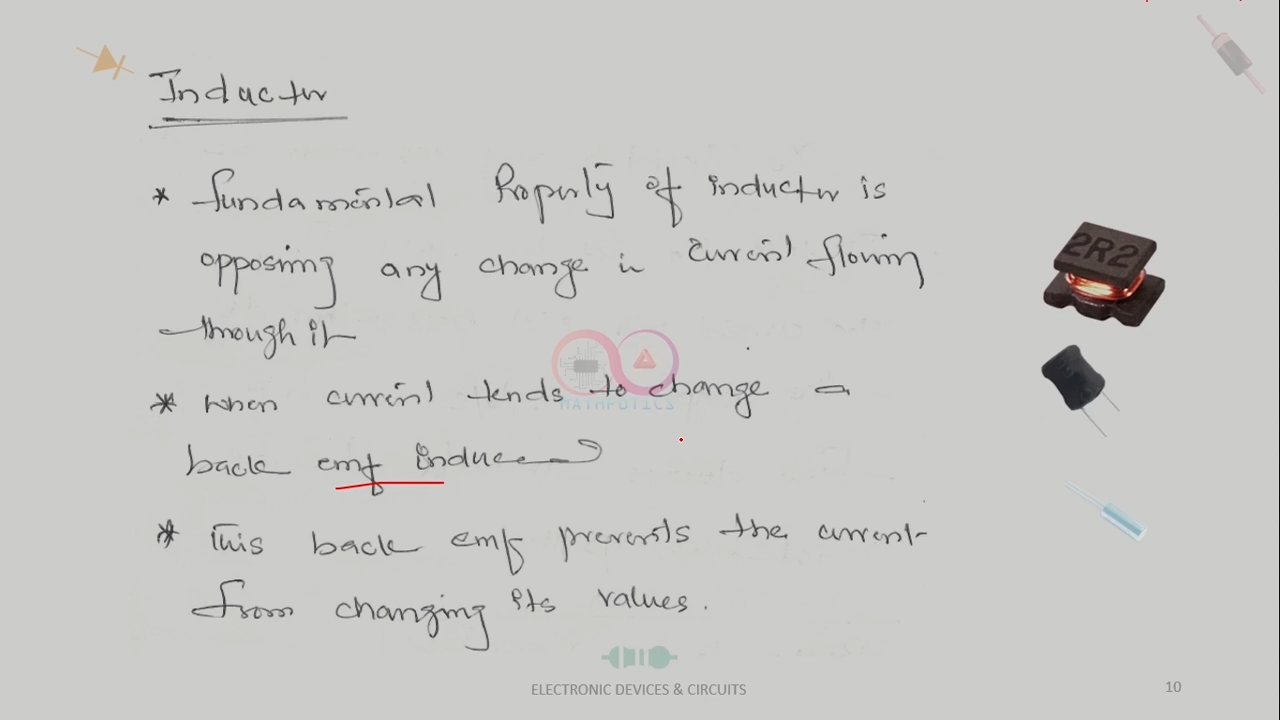 Inductor
* fundamental Property of inductor is
opposing any change in current flowing
through it
* when current tends to change a
back emf induced
* This back emf prevents the current
from changing its values.
2R2
MATHFOTICS
ELECTRONIC DEVICES & CIRCUITS
10